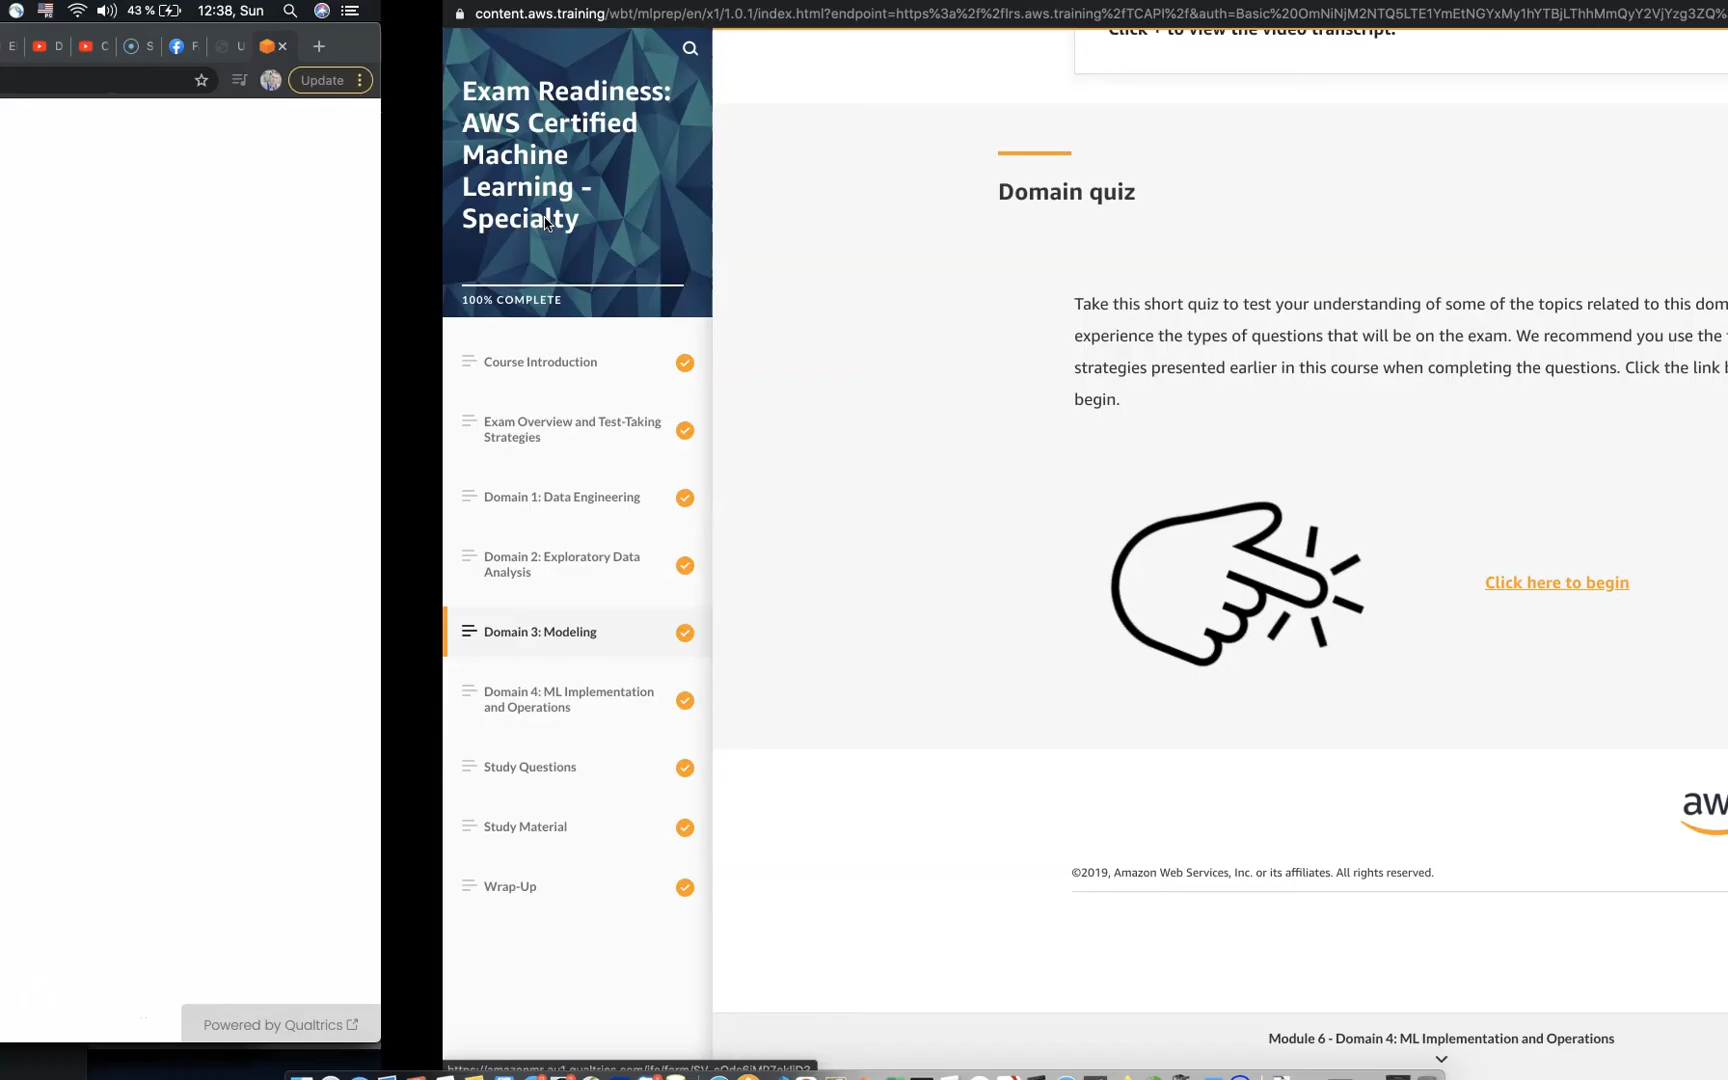 43 %
12:38, Sun
Update
Powered by Qualtrics
content.aws.training/wbt/mlprep/en/x1/1.0.1/index.html?endpoint=https%3a%2f%2flrs.aws.training%2fTCAPI%2f&auth=Basic%20OmNiNjM2NTQ5LTE1YmEtNGYxMy1hYTBjLThhMmQyY2VjYzg3ZQ%
Exam Readiness:
AWS Certified
Machine
Learning -
Specialty
100% COMPLETE
Course Introduction
Exam Overview and Test-Taking
Strategies
Domain 1: Data Engineering
Domain 2: Exploratory Data
Analysis
Domain 3: Modeling
Domain 4: ML Implementation
and Operations
Study Questions
Study Material
Wrap-Up
Click + to view the video transcript.
Domain quiz
Take this short quiz to test your understanding of some of the topics related to this dom
experience the types of questions that will be on the exam. We recommend you use the
strategies presented earlier in this course when completing the questions. Click the link b
begin.
Click here to begin
aw
©2019, Amazon Web Services, Inc. or its affiliates. All rights reserved.
Module 6 - Domain 4: ML Implementation and Operations